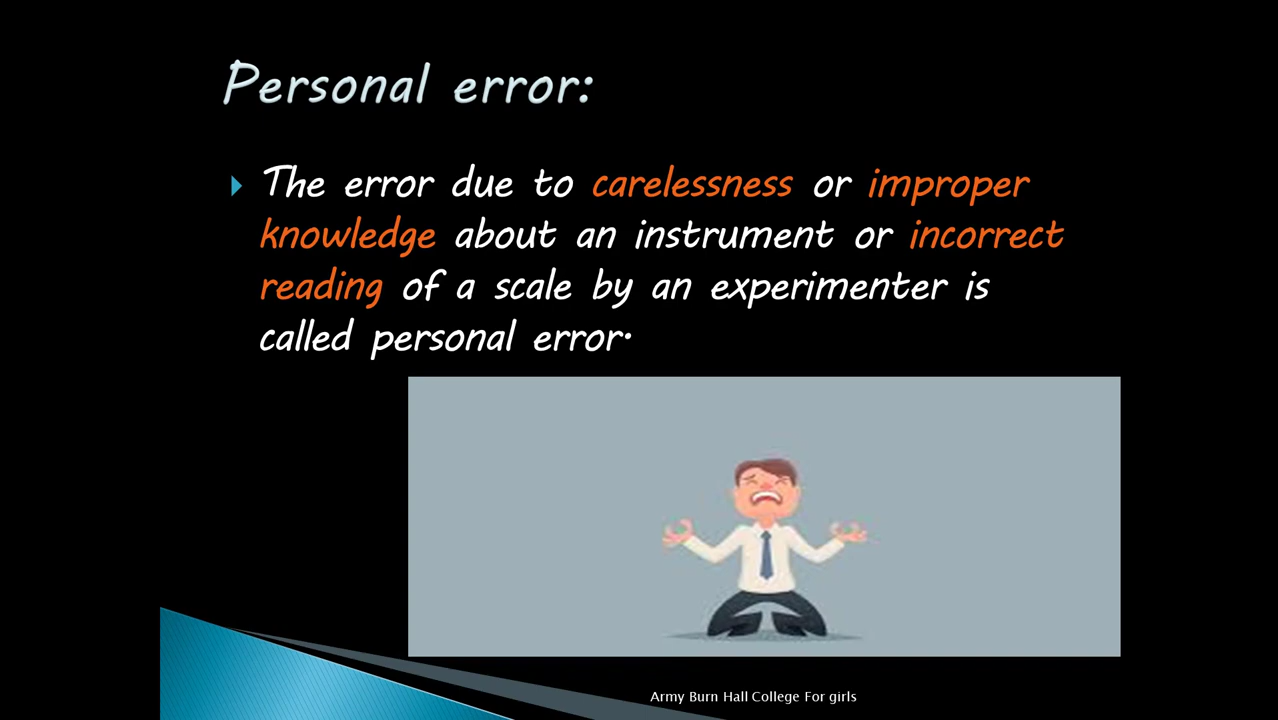 Personal error:
The error due to carelessness or improper
knowledge about an instrument or incorrect
reading of a scale by an experimenter is
called personal error.
Army Burn Hall College For girls